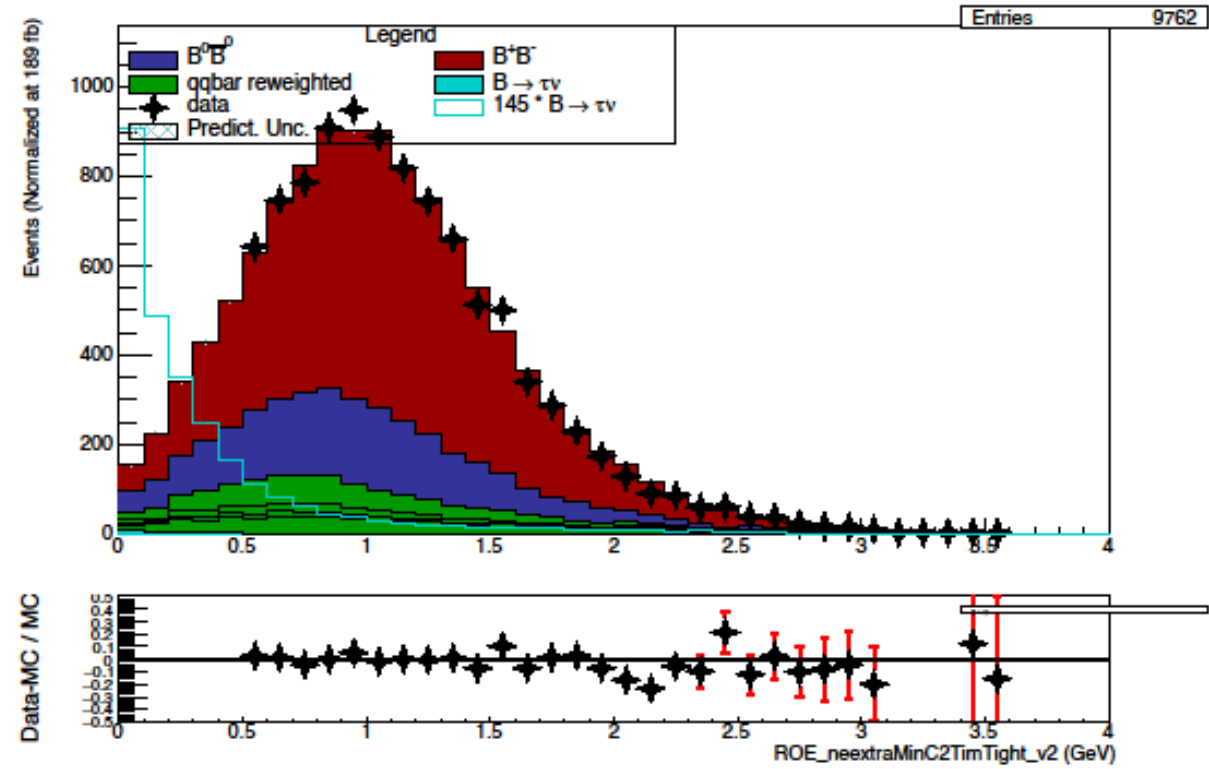 Entries 9762
Legend
B⁰B̅⁰ B⁺B⁻
qqbar reweighted B → τν
data 145 * B → τν
Predict. Unc.
Events (Normalized at 189 fb)
1000
800
600
400
200
0
0 0.5 1 1.5 2 2.5 3 3.5 4
Data-MC / MC
0.5
0.4
0.3
0.2
0.1
0
−0.1
−0.2
−0.3
−0.4
−0.5
0 0.5 1 1.5 2 2.5 3 3.5 4
ROE_neextraMinC2TimTight_v2 (GeV)